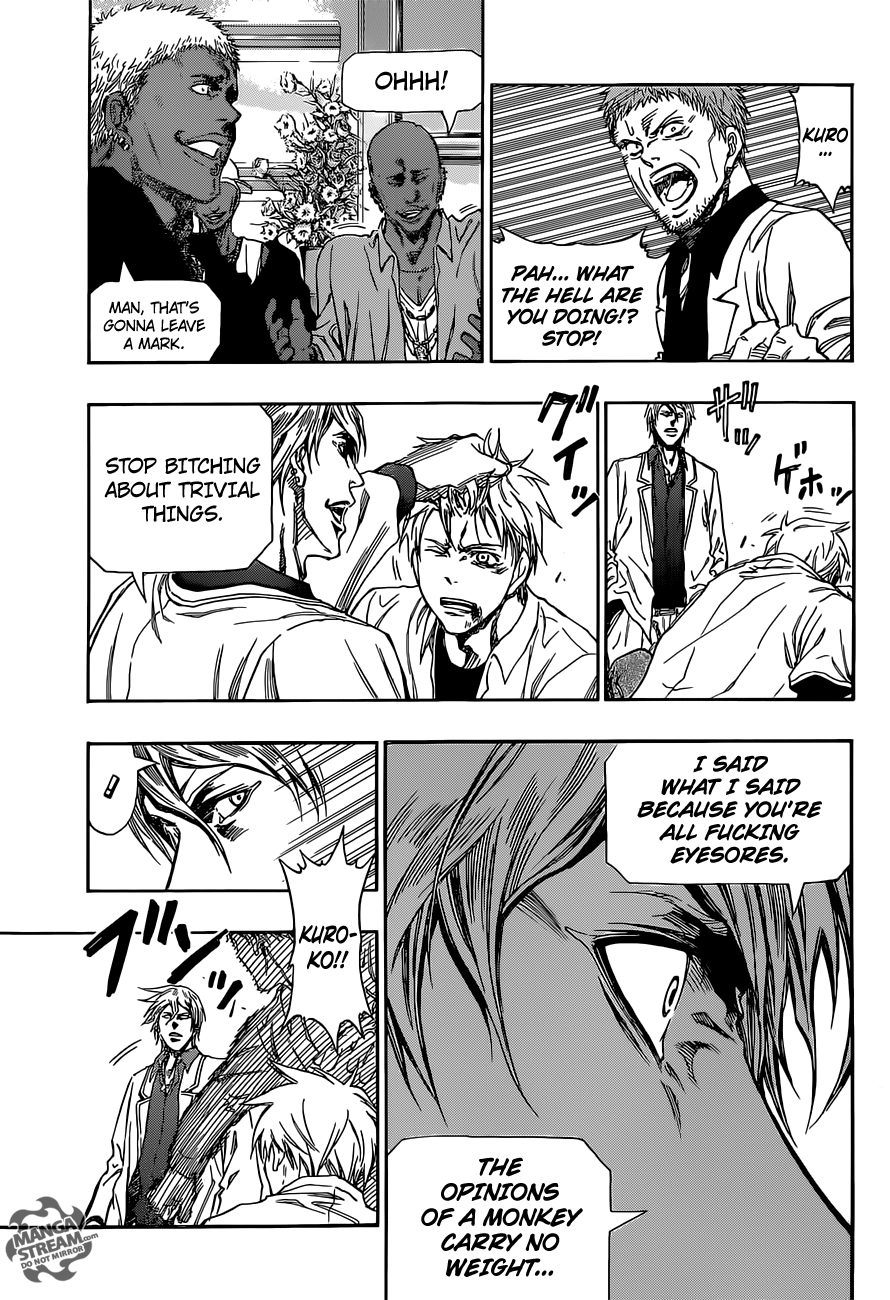 KURO
...
PAH... WHAT
THE HELL ARE
YOU DOING!?
STOP!
OHHH!
MAN, THAT'S
GONNA LEAVE
A MARK.
ザッ
ゲホッ
グイッ
STOP BITCHING
ABOUT TRIVIAL
THINGS.
I SAID
WHAT I SAID
BECAUSE YOU'RE
ALL FUCKING
EYESORES.
THE
OPINIONS
OF A MONKEY
CARRY NO
WEIGHT...
!
KURO-
KO!!
ブンッ
MANGA
STREAM.com
DO NOT MIRROR